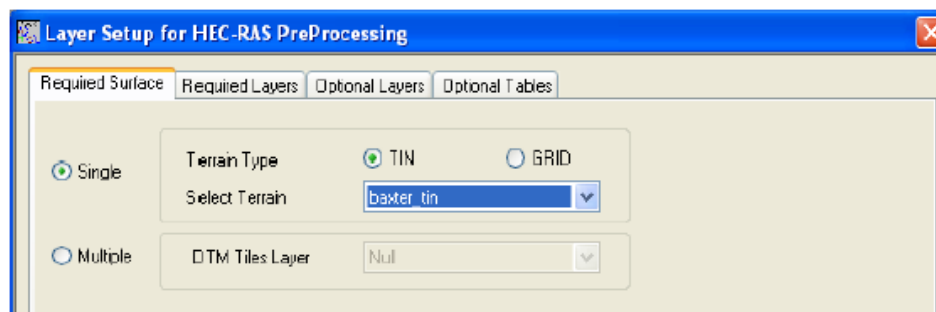 Layer Setup for HEC-RAS PreProcessing
Required Surface Required Layers Optional Layers Optional Tables
Single
Terrain Type TIN GRID
Select Terrain baxter_tin
Multiple DTM Tiles Layer Null